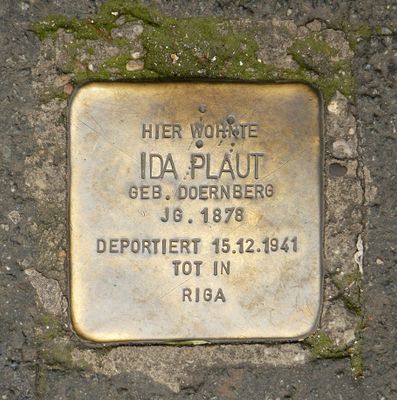 HIER WOHNTE
IDA PLAUT
GEB. DOERNBERG
JG. 1878
DEPORTIERT 15.12.1941
TOT IN
RIGA